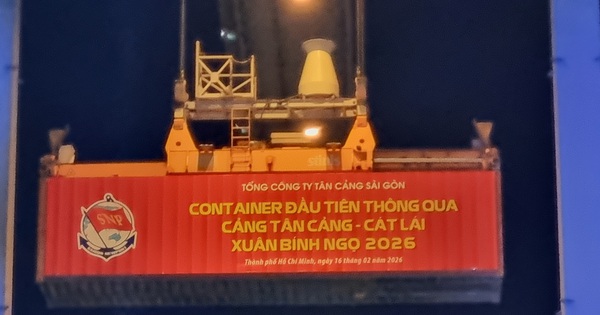 TỔNG CÔNG TY TÂN CẢNG SÀI GÒN
SNP
CONTAINER ĐẦU TIÊN THÔNG QUA
CẢNG TÂN CẢNG - CÁT LÁI
XUÂN BÍNH NGỌ 2026
Thành phố Hồ Chí Minh, ngày 16 tháng 02 năm 2026